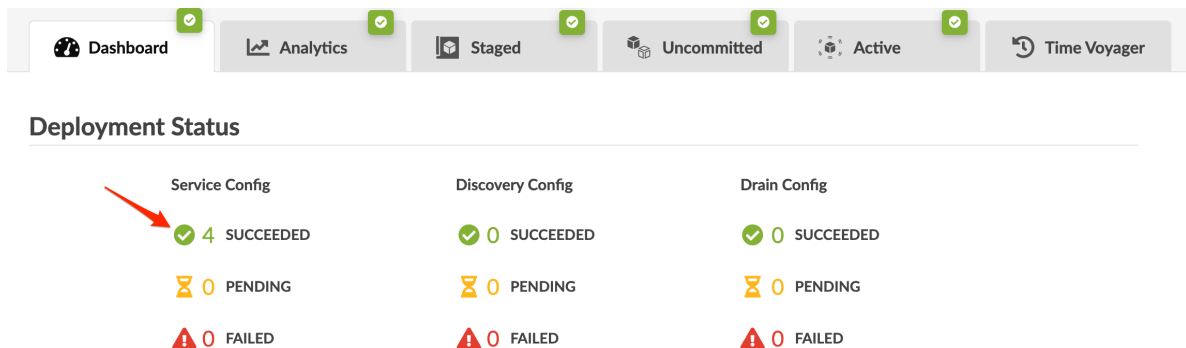 Dashboard Analytics Staged Uncommitted Active Time Voyager
Deployment Status
Service Config Discovery Config Drain Config
4 SUCCEEDED 0 SUCCEEDED 0 SUCCEEDED
0 PENDING 0 PENDING 0 PENDING
0 FAILED 0 FAILED 0 FAILED